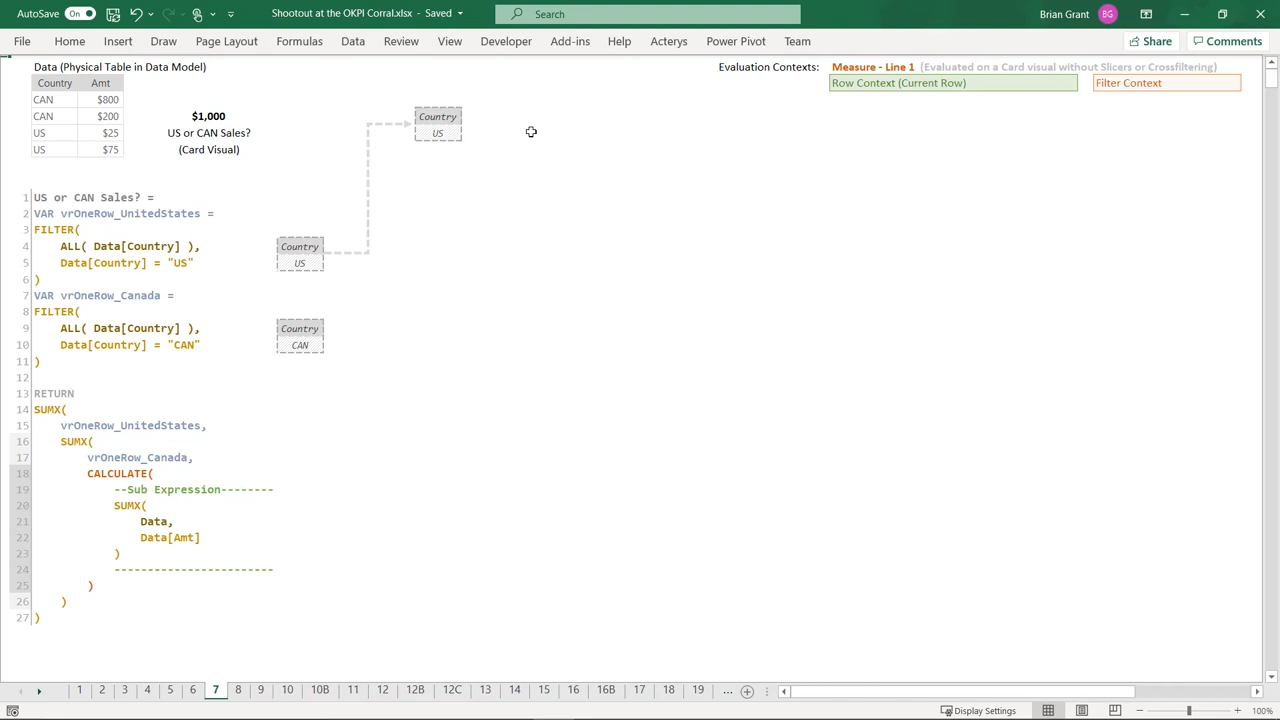 AutoSave On Shootout at the OKPI Corral.xlsx Search Brian Grant BG
File Home Insert Draw Page Layout Formulas Data Review View Developer Add-ins Help Acterys Power Pivot Team Share Comments
Data (Physical Table in Data Model)
Country Amt
CAN $800
CAN $200
US $25
US $75
$1,000
US or CAN Sales?
(Card Visual)
Country
US
Evaluation Contexts: Measure - Line 1 (Evaluated on a Card visual without Slicers or Crossfiltering)
Row Context (Current Row) Filter Context
1 US or CAN Sales? =
2 VAR vrOneRow_UnitedStates =
3 FILTER(
4 ALL( Data[Country] ),
5 Data[Country] = "US"
6 )
7 VAR vrOneRow_Canada =
8 FILTER(
9 ALL( Data[Country] ),
10 Data[Country] = "CAN"
11 )
12
13 RETURN
14 SUMX(
15 vrOneRow_UnitedStates,
16 SUMX(
17 vrOneRow_Canada,
18 CALCULATE(
19 --Sub Expression--------
20 SUMX(
21 Data,
22 Data[Amt]
23 )
24 ------------------------
25 )
26 )
27 )
Country
US
Country
CAN
1 2 3 4 5 6 7 8 9 10 10B 11 12 12B 12C 13 14 15 16 16B 17 18 19 ...
Display Settings 100%